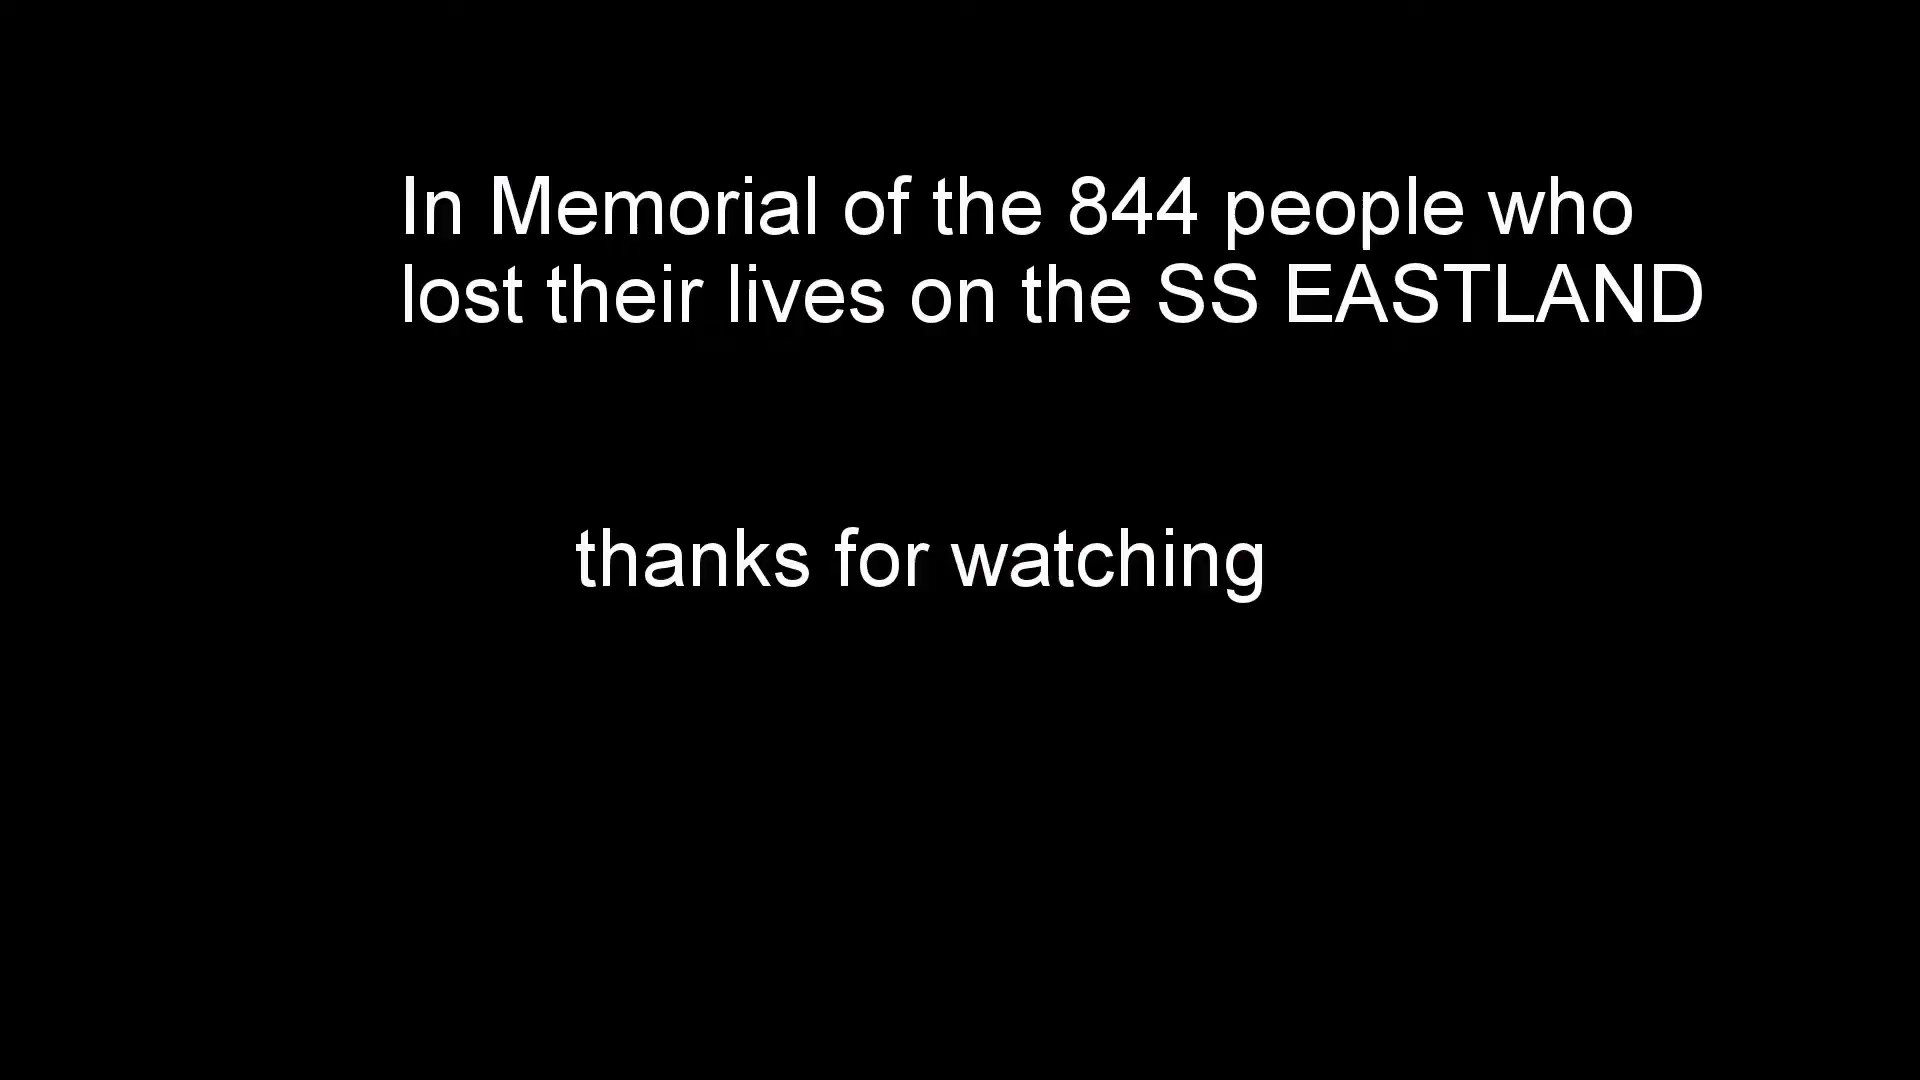 In Memorial of the 844 people who
lost their lives on the SS EASTLAND
thanks for watching